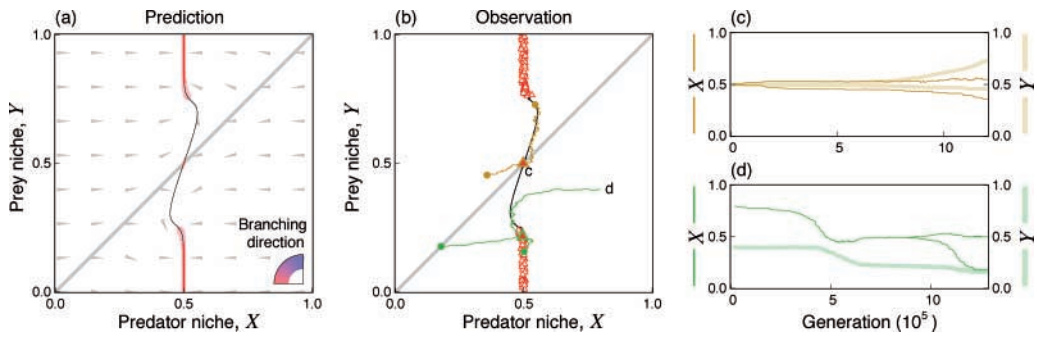 (a) Prediction
1.0
Prey niche, Y
0.5
0.0
0.0 0.5 1.0
Predator niche, X
Branching
direction
(b) Observation
1.0
0.5
0.0
0.0 0.5 1.0
Prey niche, Y
Predator niche, X
c
d
(c)
1.0 1.0
X 0.5 0.5 Y
0.0 0.0
5 10
(d)
1.0 1.0
X 0.5 0.5 Y
0.0 0.0
0 5 10
Generation (10⁵)